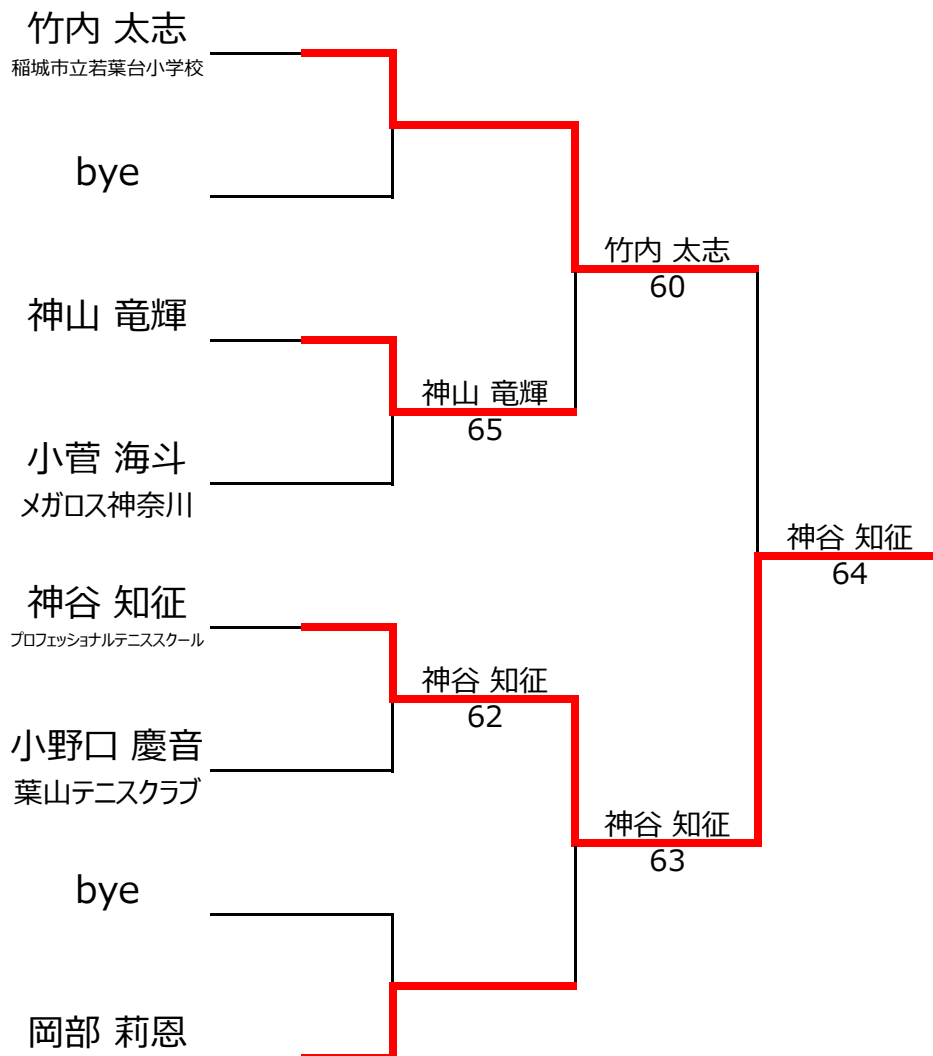 竹内 太志
稲城市立若葉台小学校
bye
竹内 太志
60
神山 竜輝
神山 竜輝
65
小菅 海斗
メガロス神奈川
神谷 知征
64
神谷 知征
プロフェッショナルテニススクール
神谷 知征
62
小野口 慶音
葉山テニスクラブ
神谷 知征
63
bye
岡部 莉恩